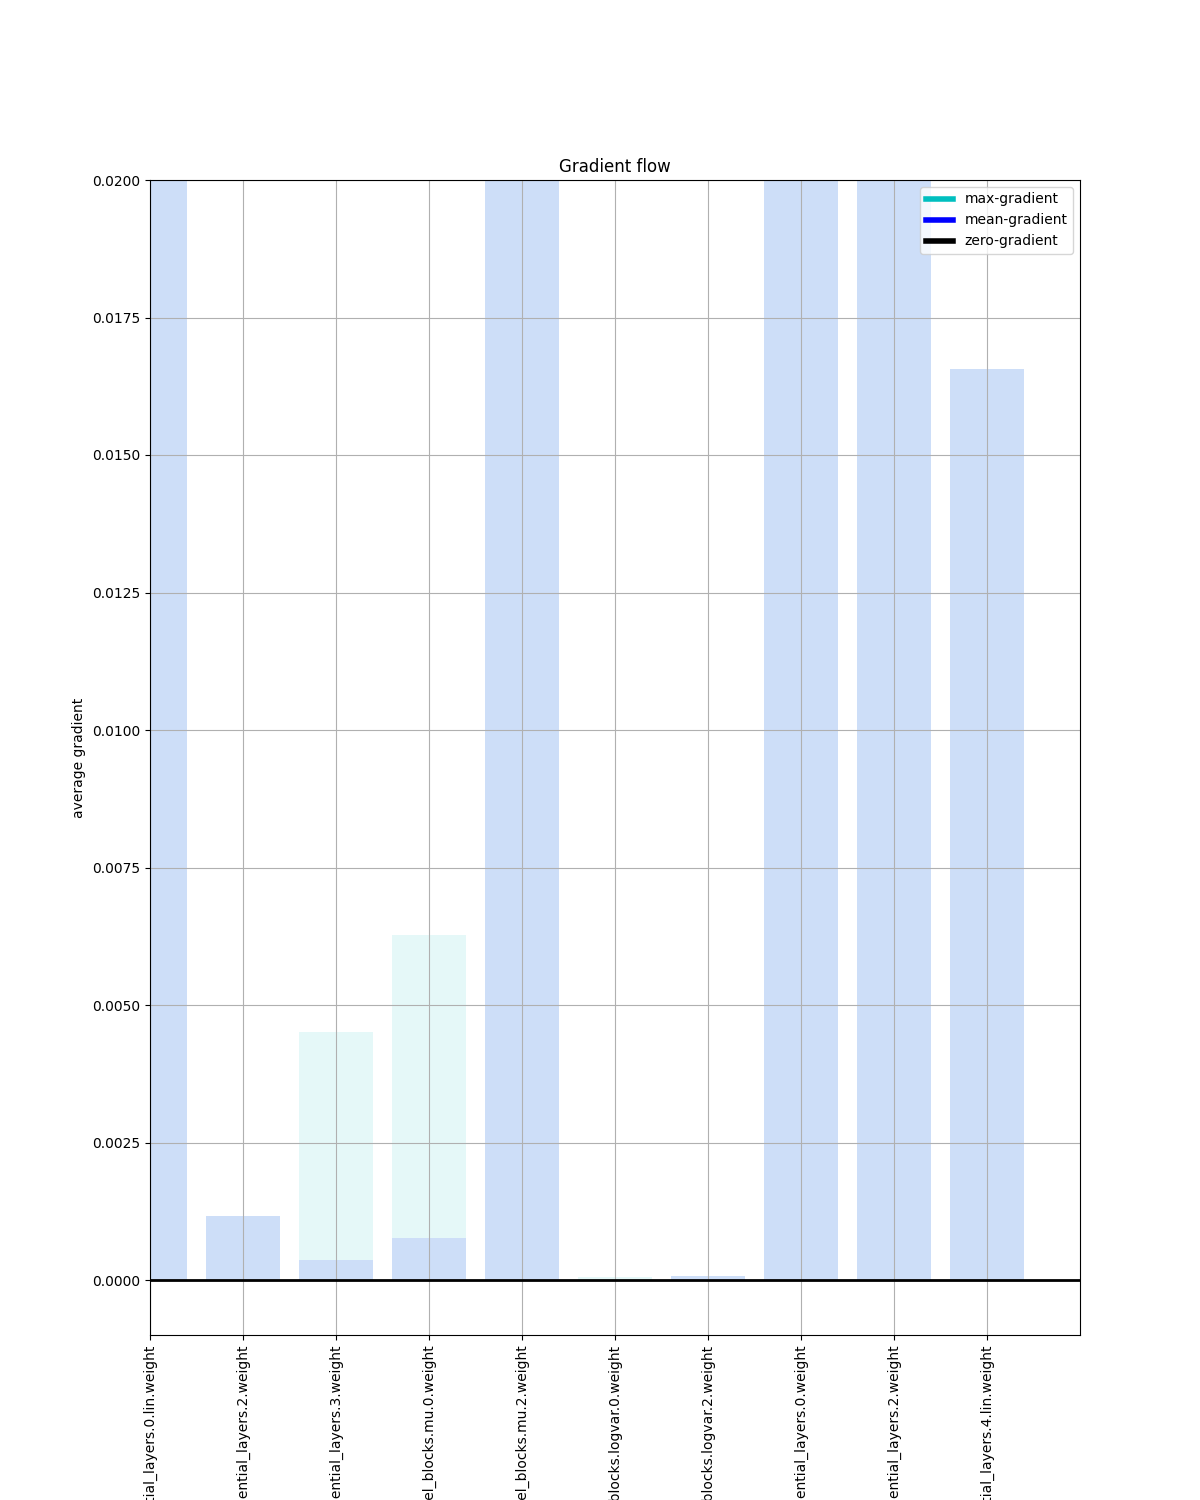 Gradient flow
max-gradient
mean-gradient
zero-gradient
average gradient
0.0200
0.0175
0.0150
0.0125
0.0100
0.0075
0.0050
0.0025
0.0000
tial_layers.0.lin.weight
ential_layers.2.weight
ential_layers.3.weight
el_blocks.mu.0.weight
el_blocks.mu.2.weight
blocks.logvar.0.weight
blocks.logvar.2.weight
ential_layers.0.weight
ential_layers.2.weight
tial_layers.4.lin.weight